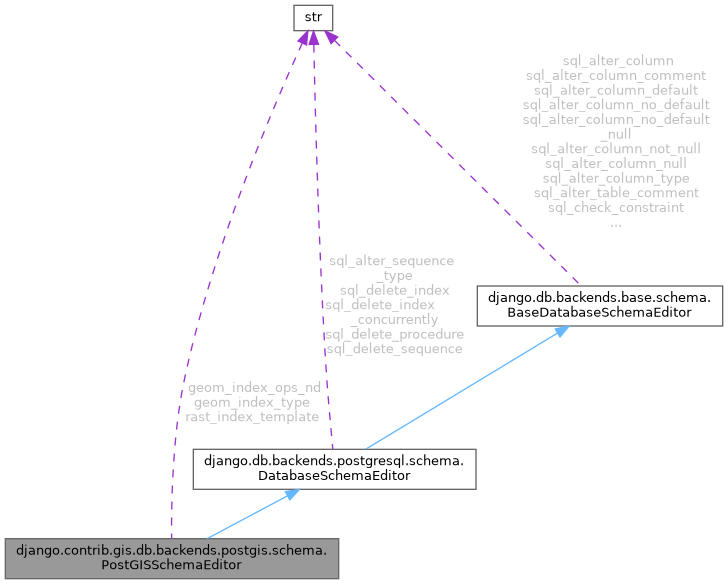 str
sql_alter_column
sql_alter_column_comment
sql_alter_column_default
sql_alter_column_no_default
sql_alter_column_no_default
_null
sql_alter_column_not_null
sql_alter_column_null
sql_alter_column_type
sql_alter_table_comment
sql_check_constraint
...
sql_alter_sequence
_type
sql_delete_index
sql_delete_index
_concurrently
sql_delete_procedure
sql_delete_sequence
django.db.backends.base.schema.
BaseDatabaseSchemaEditor
geom_index_ops_nd
geom_index_type
rast_index_template
django.db.backends.postgresql.schema.
DatabaseSchemaEditor
django.contrib.gis.db.backends.postgis.schema.
PostGISSchemaEditor